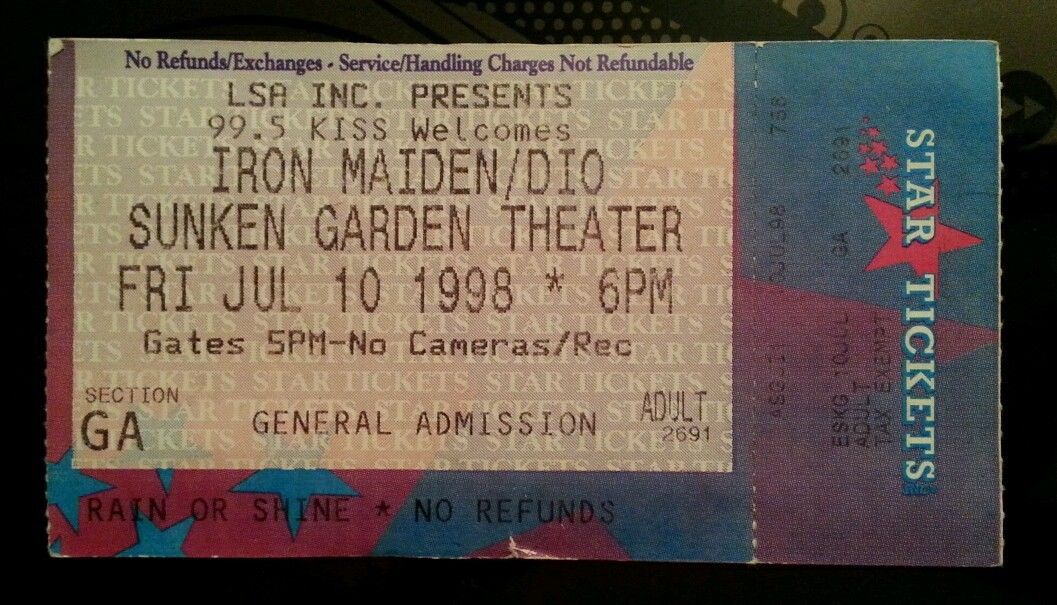 No Refunds/Exchanges - Service/Handling Charges Not Refundable
LSA INC. PRESENTS
99.5 KISS Welcomes
IRON MAIDEN/DIO
SUNKEN GARDEN THEATER
FRI JUL 10 1998 * 6PM
Gates 5PM-No Cameras/Rec
SECTION
GA
GENERAL ADMISSION
ADULT
2691
RAIN OR SHINE * NO REFUNDS
GA 2691
ESKG 10JUL
ADULT
TAX EXEMPT
STAR TICKETS